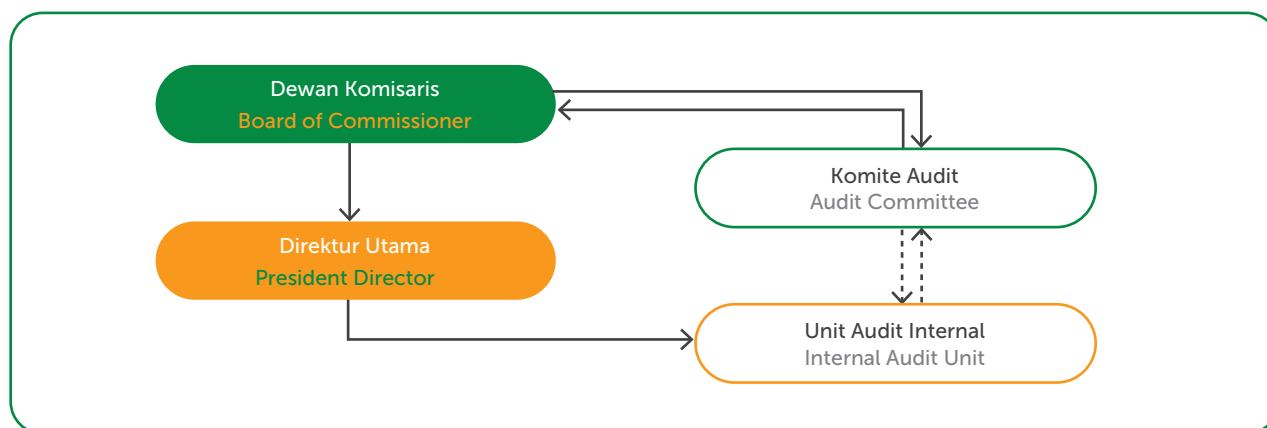 Dewan Komisaris
Board of Commissioner
Komite Audit
Audit Committee
Direktur Utama
President Director
Unit Audit Internal
Internal Audit Unit